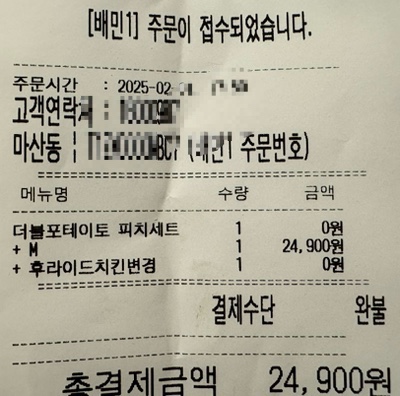 [배민1] 주문이 접수되었습니다.
주문시간 : 2025-02-
고객연락처 :
마산동 | (배민1 주문번호)
메뉴명 수량 금액
더블포테이토 피치세트 1 0원
+ M 1 24,900원
+ 후라이드치킨변경 1 0원
결제수단 완불
총결제금액 24,900원